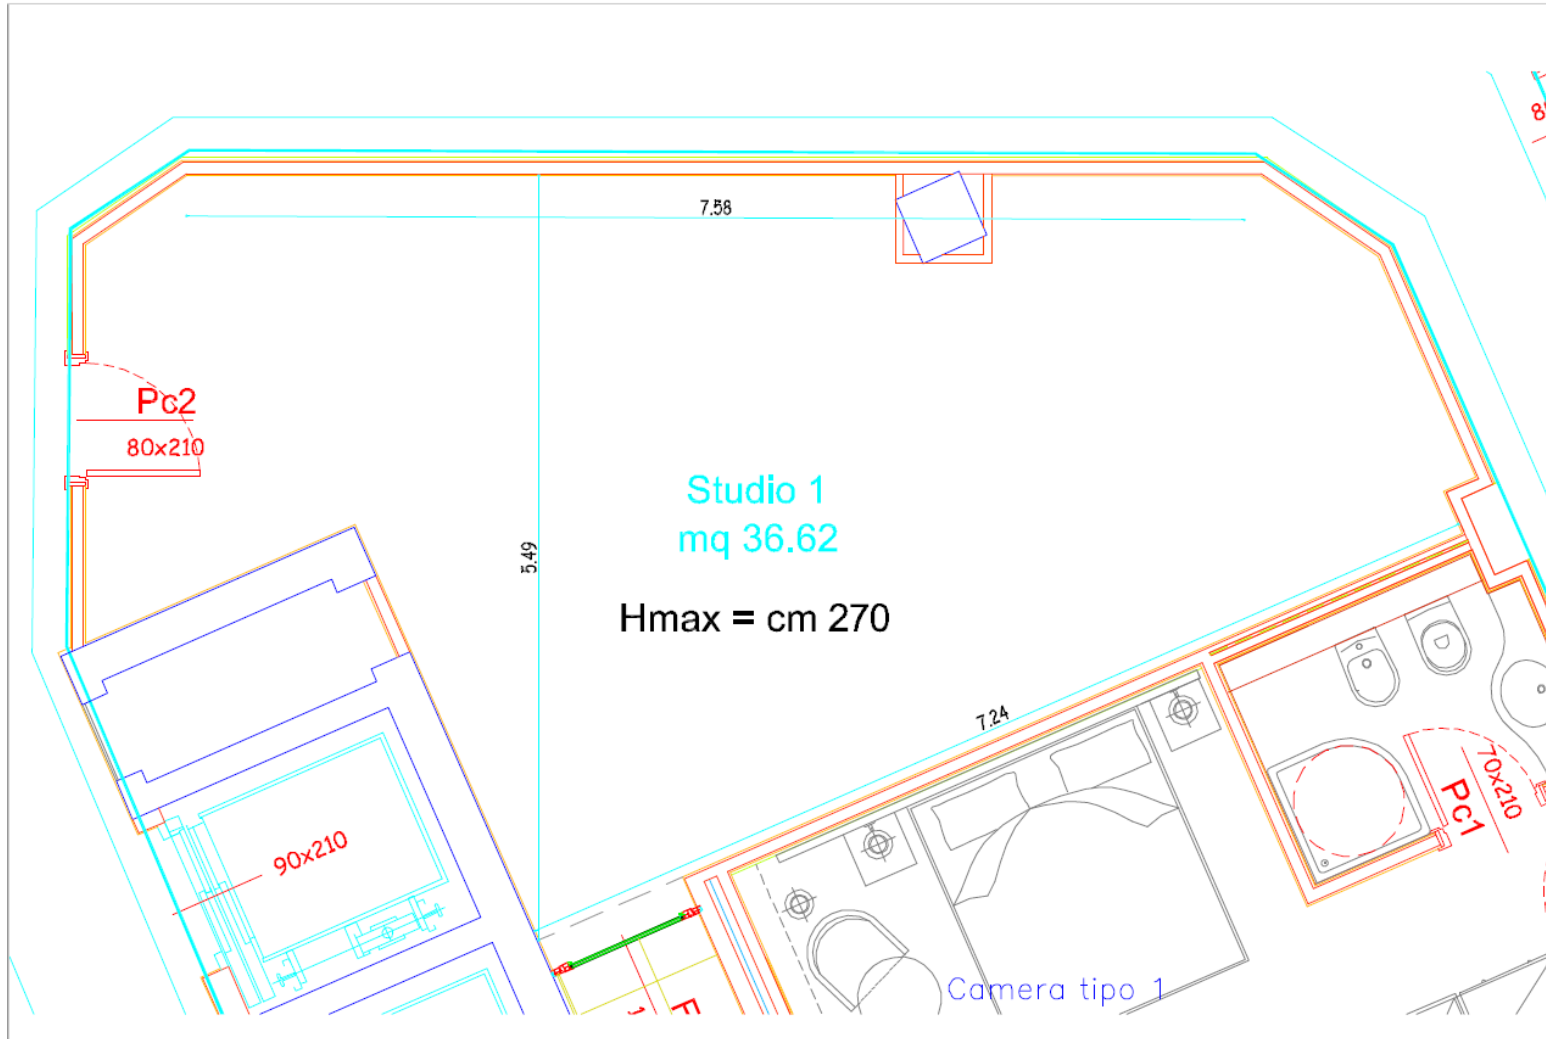 7.58
Pc2
80x210
Studio 1
mq 36.62
5.49
Hmax = cm 270
7.24
70x210
Pc1
90x210
Camera tipo 1